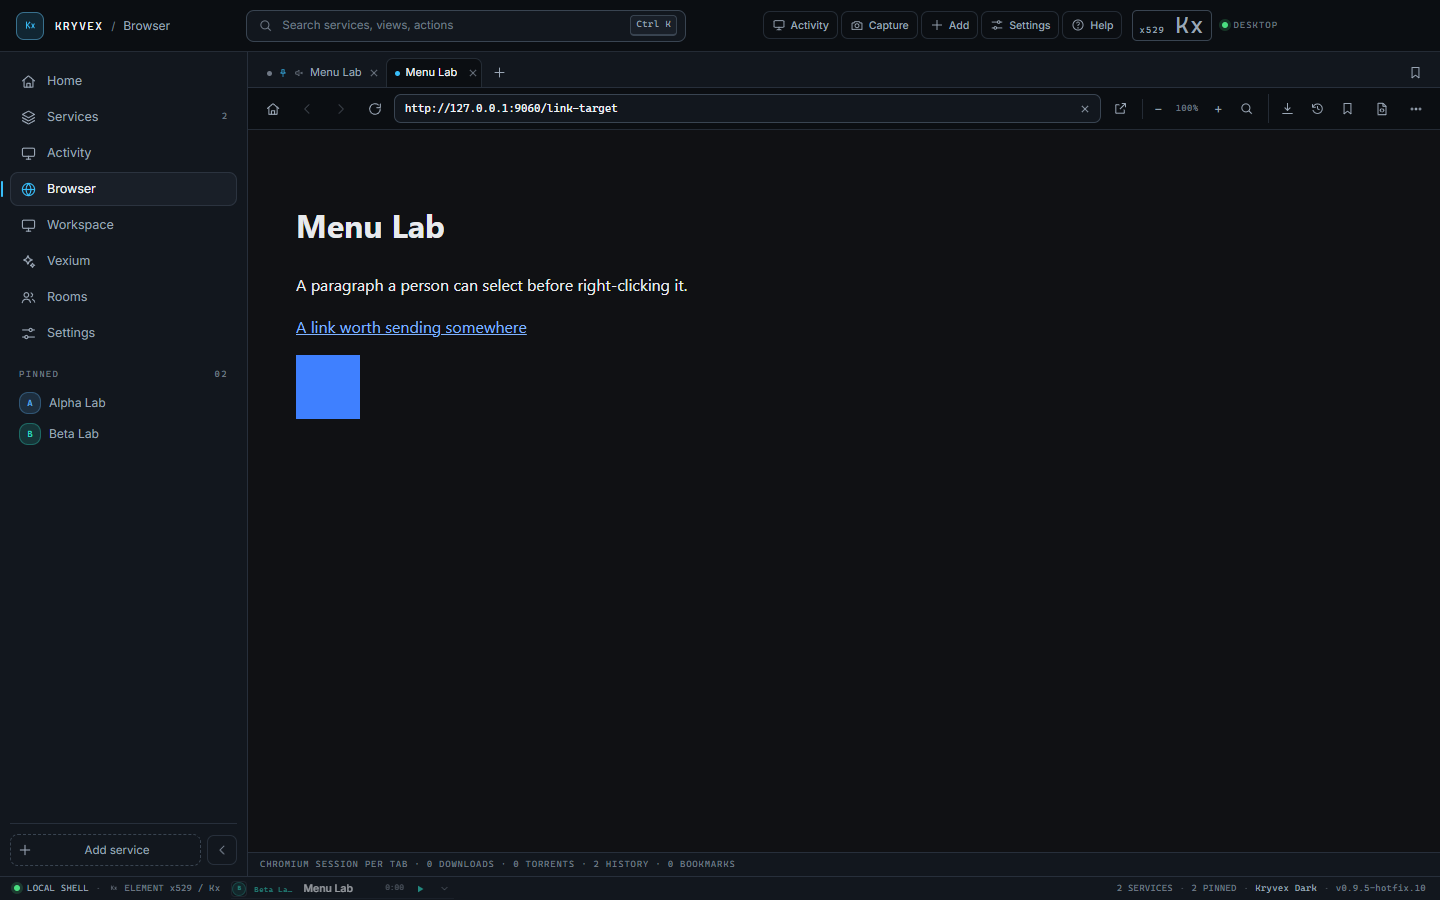 Kx KRYVEX / Browser
Search services, views, actions Ctrl K
Activity Capture Add Settings Help x529 Kx DESKTOP
Home
Services 2
Activity
Browser
Workspace
Vexium
Rooms
Settings
PINNED 02
A Alpha Lab
B Beta Lab
Add service
Menu Lab Menu Lab
http://127.0.0.1:9060/link-target
100%
Menu Lab
A paragraph a person can select before right-clicking it.
A link worth sending somewhere
CHROMIUM SESSION PER TAB · 0 DOWNLOADS · 0 TORRENTS · 2 HISTORY · 0 BOOKMARKS
LOCAL SHELL · Kx ELEMENT x529 / Kx B Beta La… Menu Lab 0:00
2 SERVICES · 2 PINNED · Kryvex Dark · v0.9.5-hotfix.10